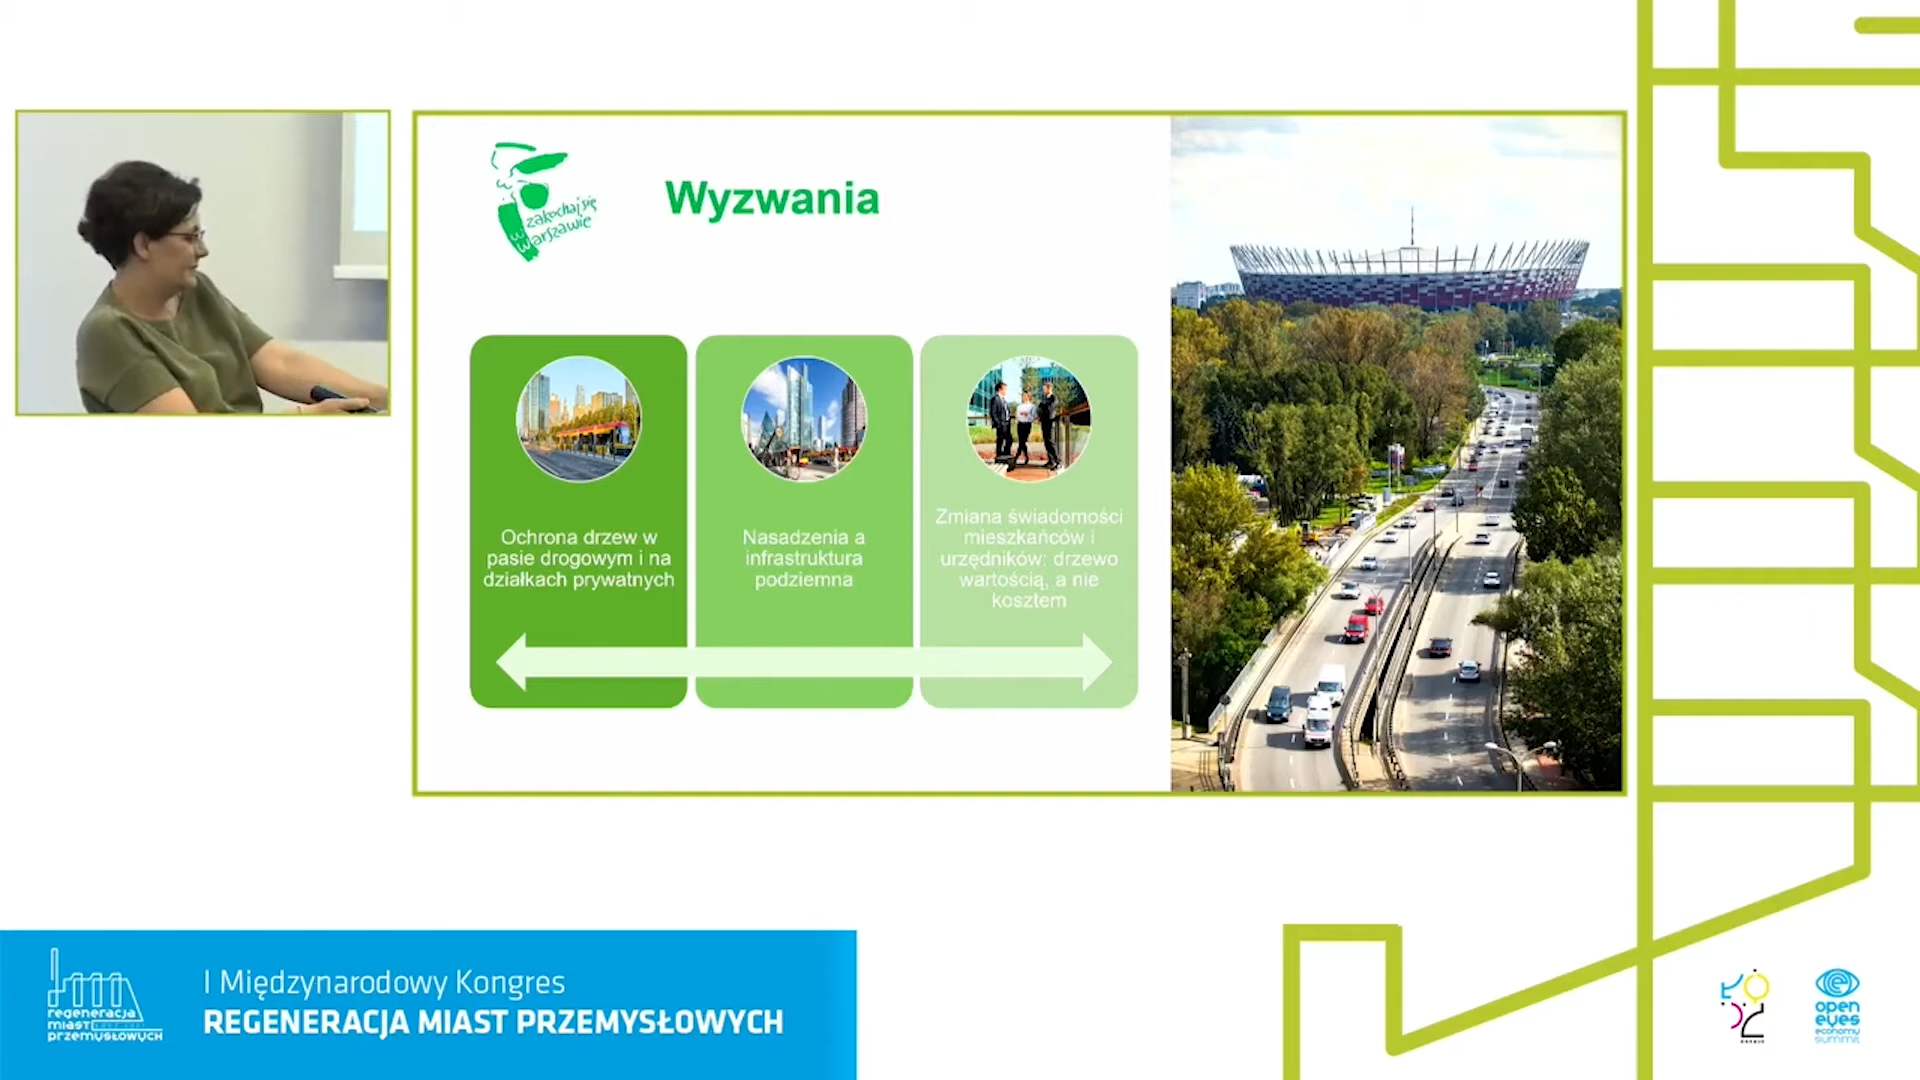 zakochaj się
w
warszawie
Wyzwania
Ochrona drzew w
pasie drogowym i na
działkach prywatnych
Nasadzenia a
infrastruktura
podziemna
Zmiana świadomości
mieszkańców i
urzędników: drzewo
wartością, a nie
kosztem
I Międzynarodowy Kongres
REGENERACJA MIAST PRZEMYSŁOWYCH
regeneracja
miast
przemysłowych
open
eyes
economy
summit